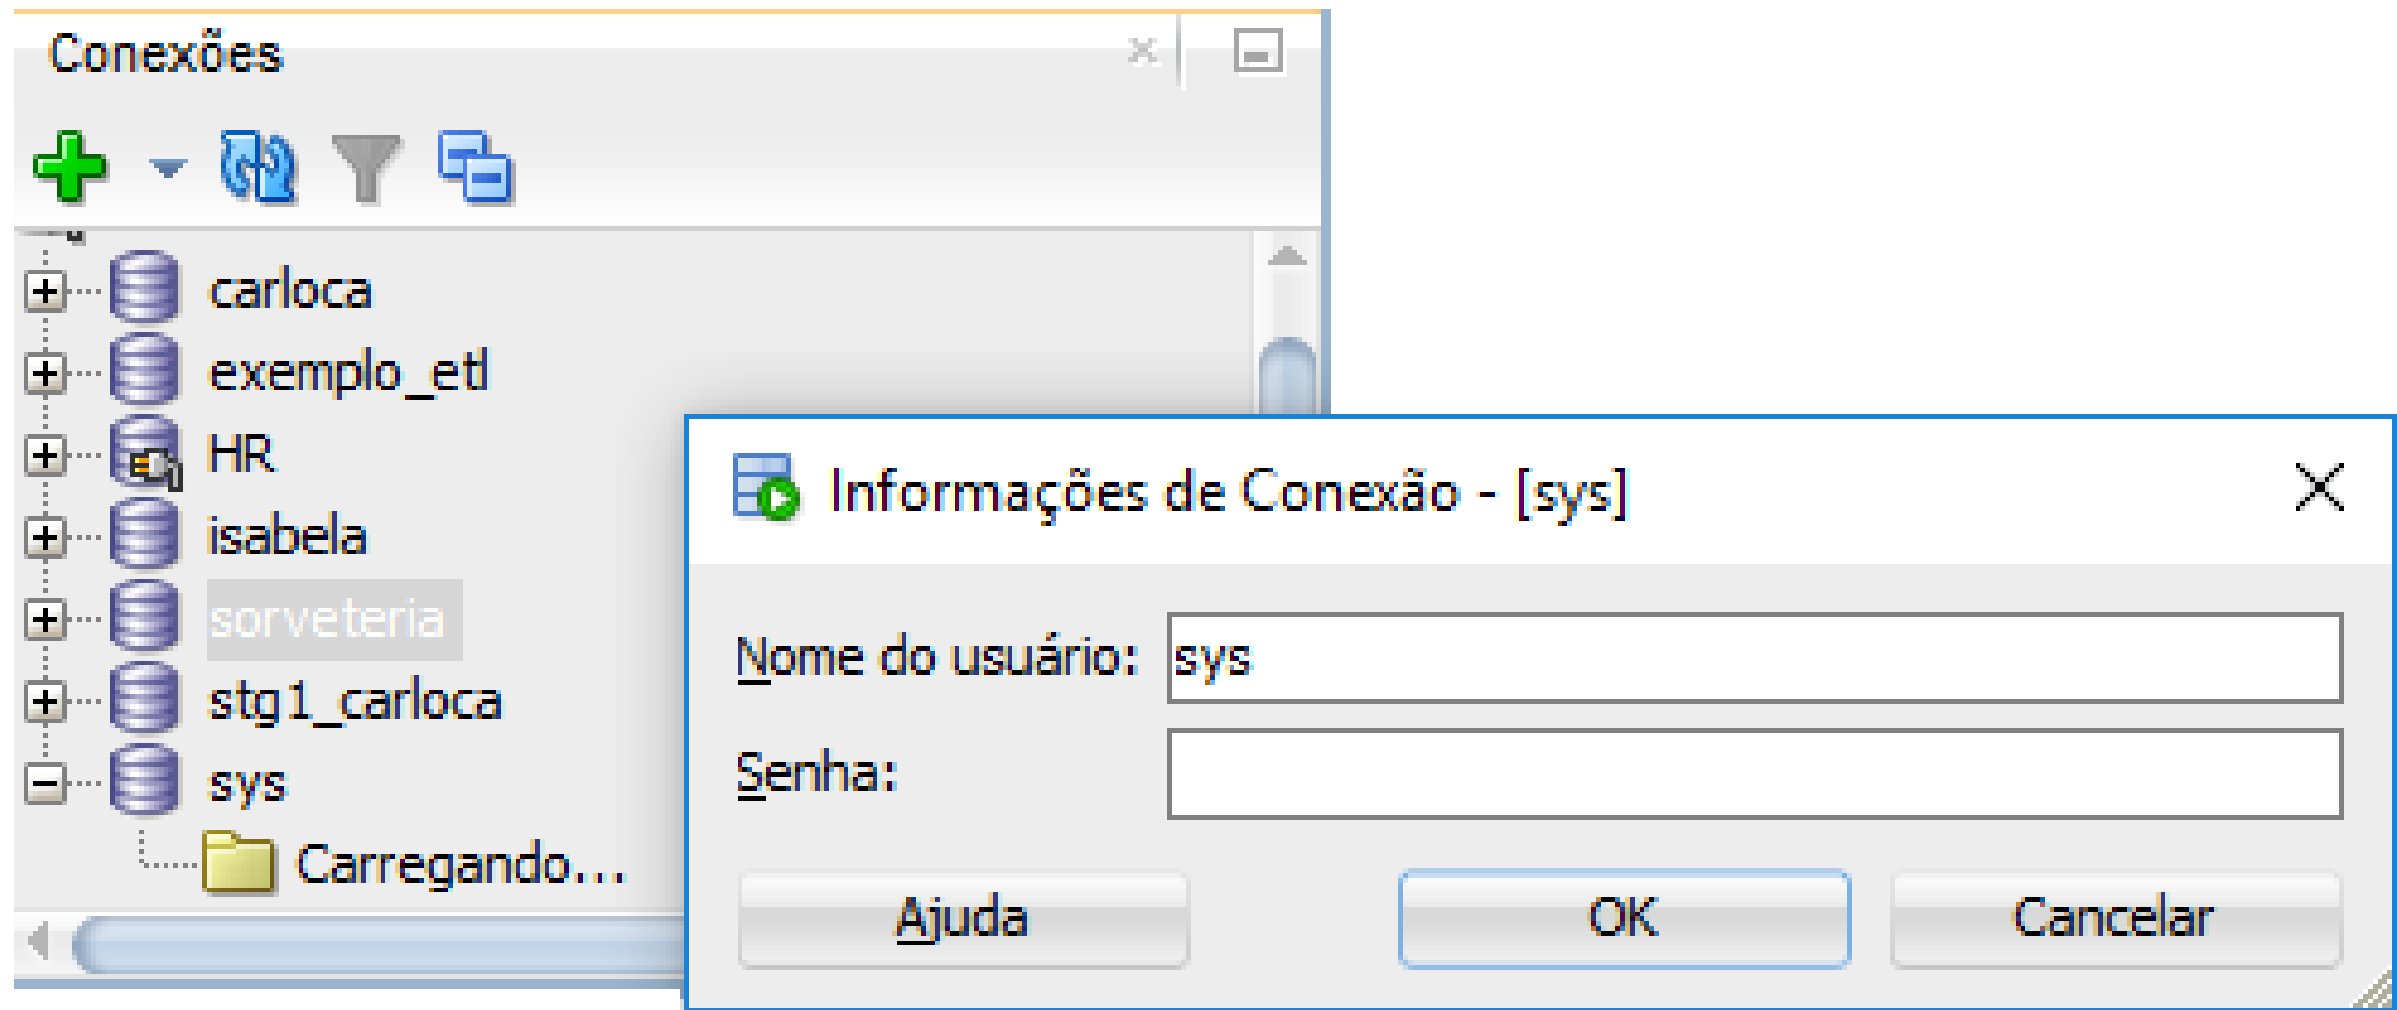 Conexões
carloca
exemplo_etl
HR
isabela
sorveteria
stg1_carloca
sys
Carregando...
Informações de Conexão - [sys]
Nome do usuário: sys
Senha:
Ajuda OK Cancelar